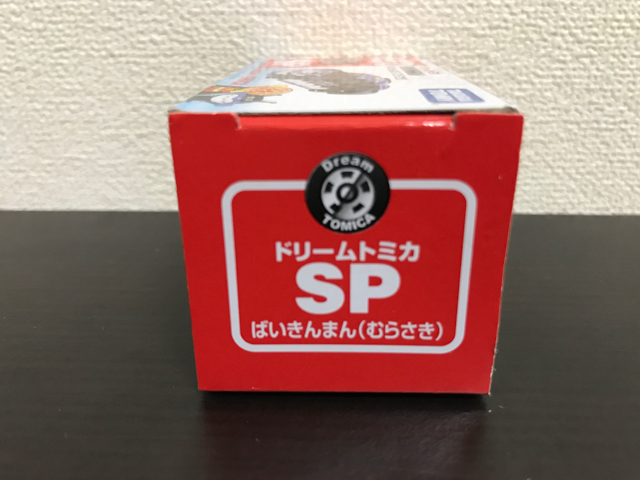 Dream
TOMICA
ドリームトミカ
SP
ばいきんまん(むらさき)